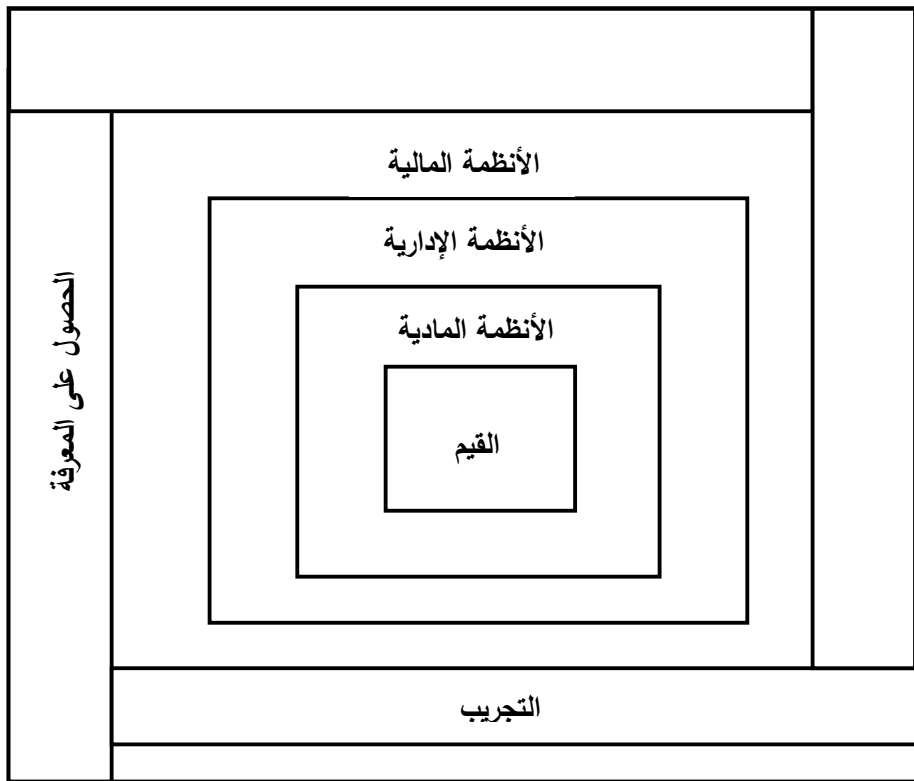 الأنظمة المالية
الأنظمة الإدارية
الأنظمة المادية
القيم
الحصول على المعرفة
التجريب